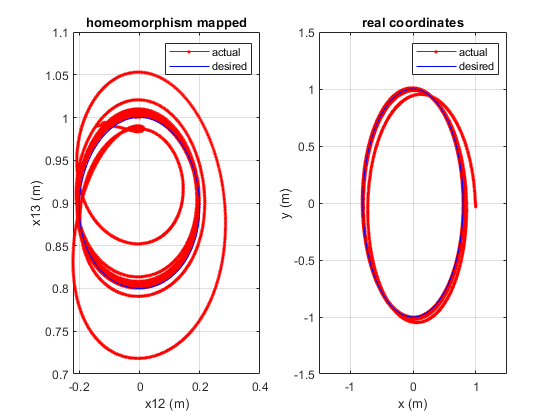 homeomorphism mapped
actual
desired
1.1
1.05
1
0.95
0.9
0.85
0.8
0.75
0.7
x13 (m)
-0.2
0
0.2
0.4
x12 (m)
real coordinates
actual
desired
1.5
1
0.5
0
-0.5
-1
-1.5
y (m)
-1
0
1
x (m)